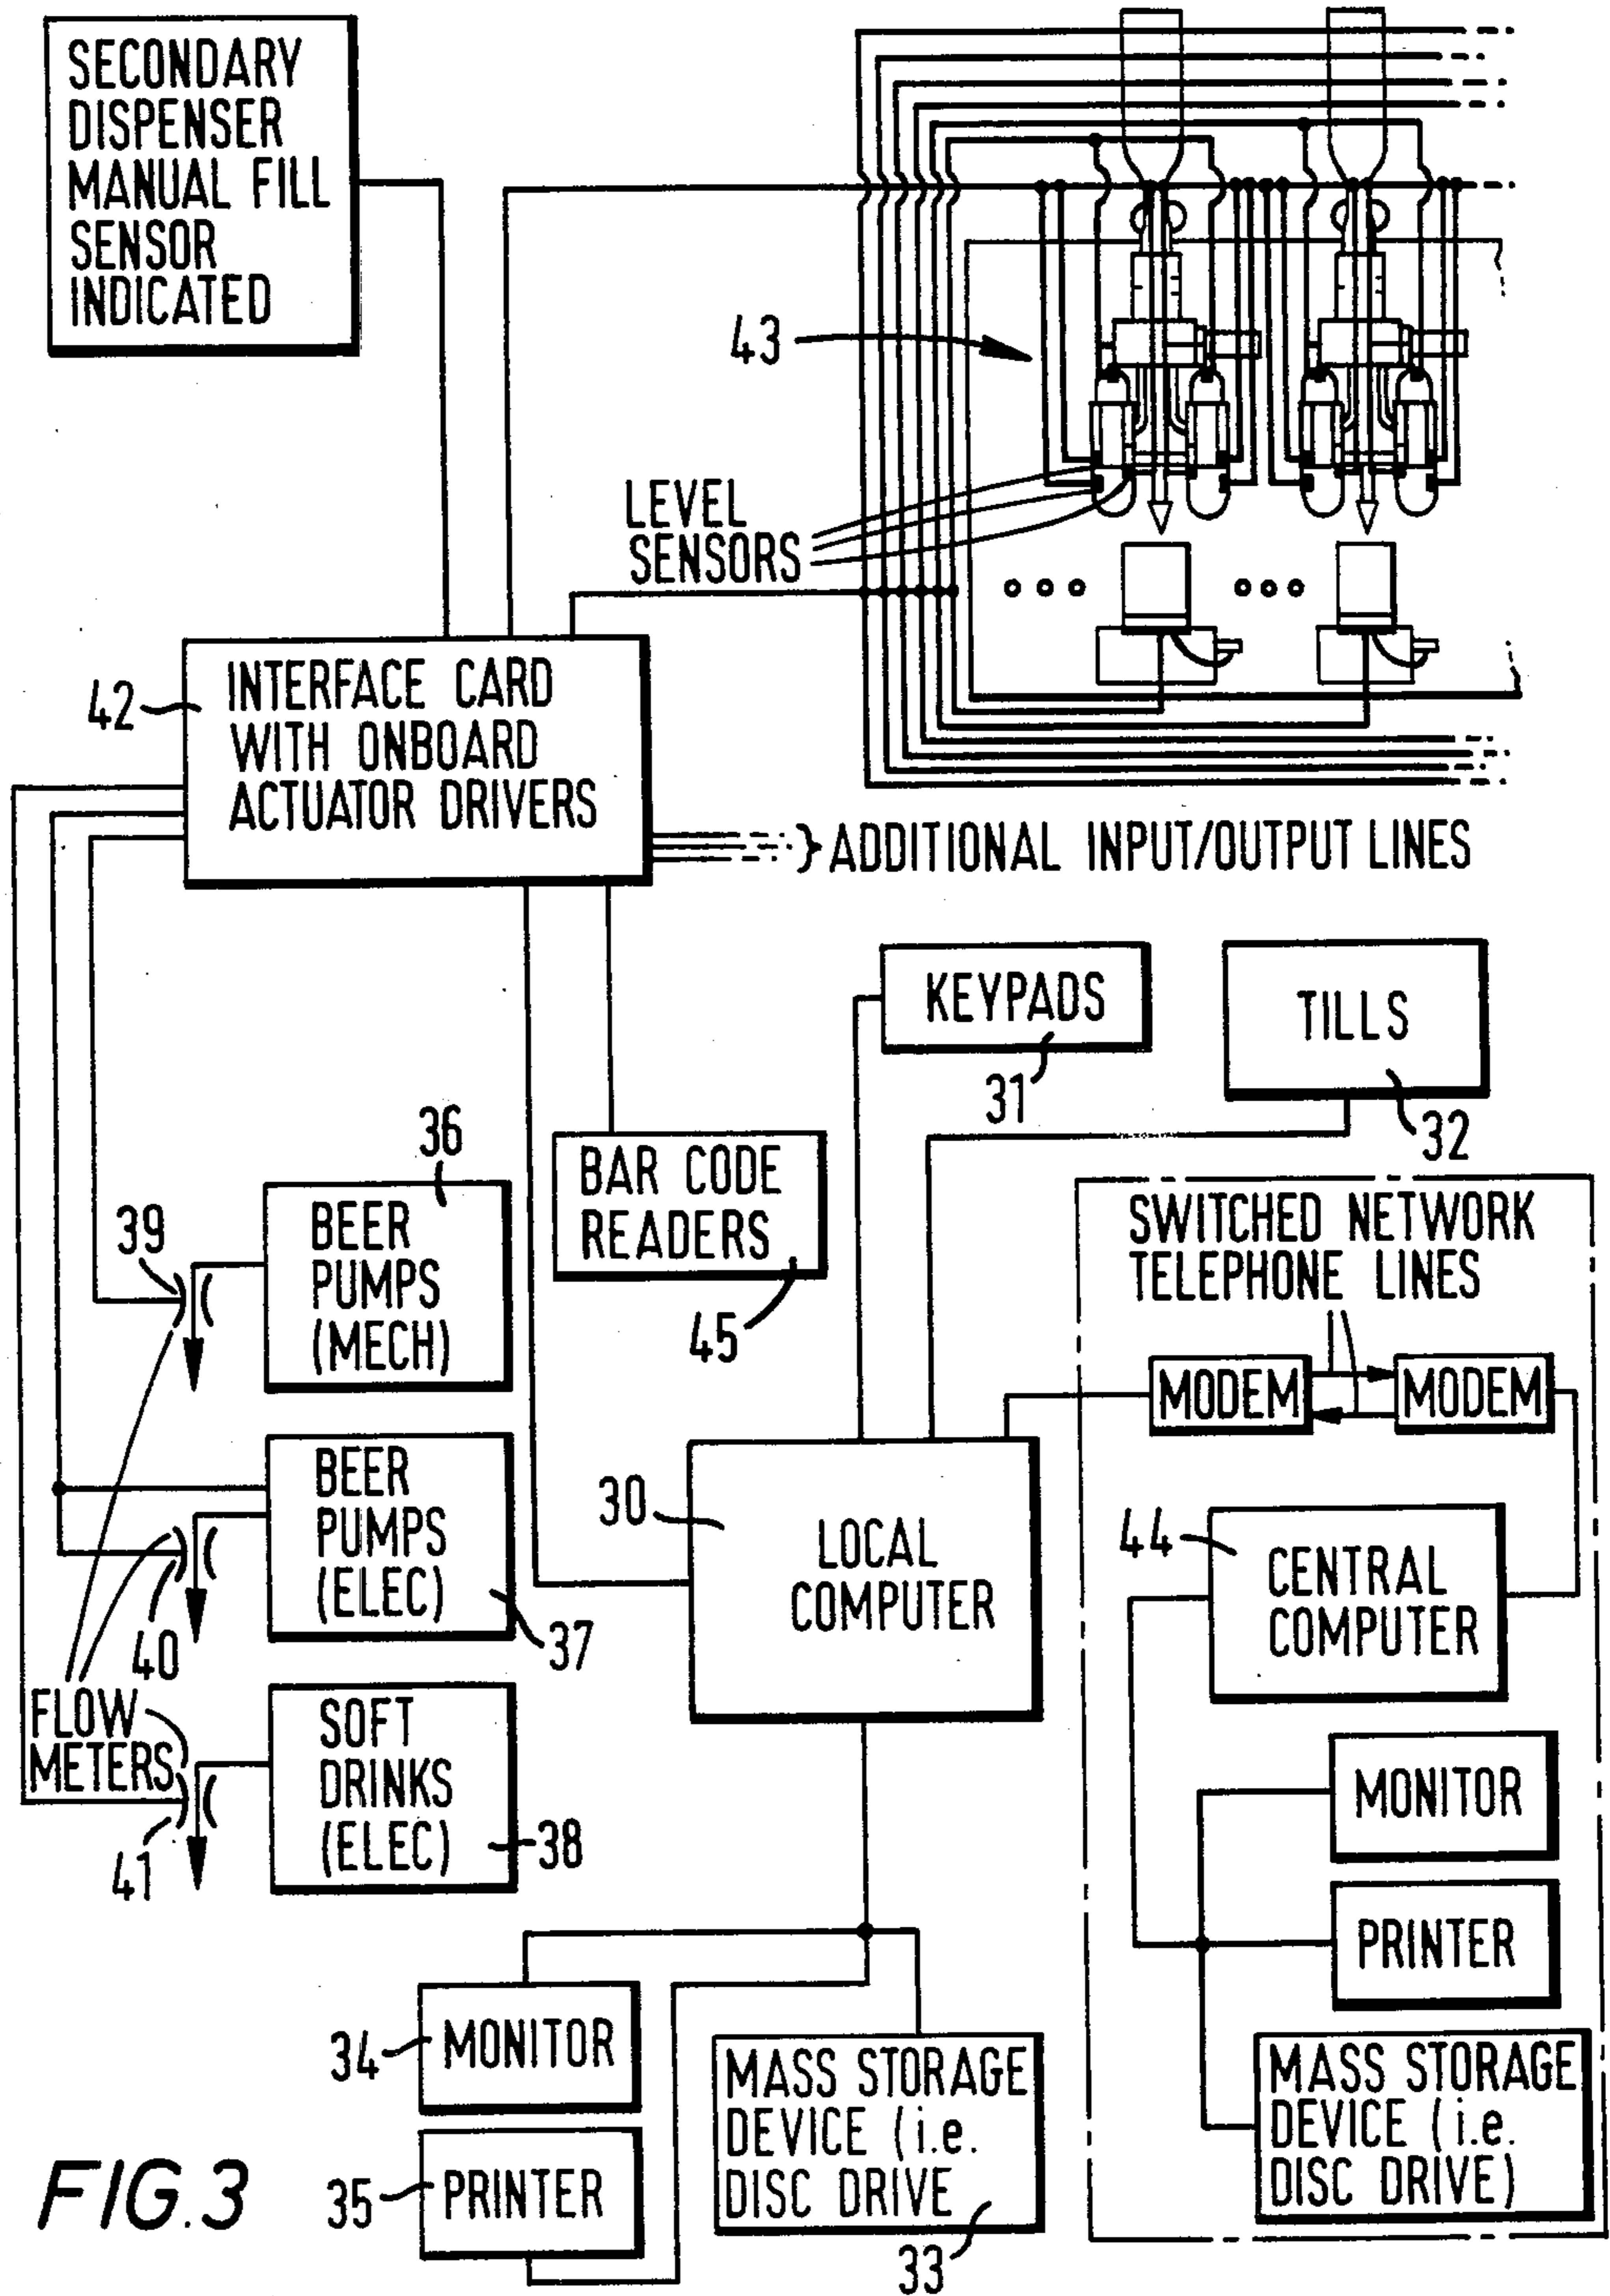 SECONDARY
DISPENSER
MANUAL FILL
SENSOR
INDICATED
43
LEVEL
SENSORS
42
INTERFACE CARD
WITH ONBOARD
ACTUATOR DRIVERS
} ADDITIONAL INPUT/OUTPUT LINES
KEYPADS
31
TILLS
32
36
BEER
PUMPS
(MECH)
39
BAR CODE
READERS
45
SWITCHED NETWORK
TELEPHONE LINES
MODEM
MODEM
BEER
PUMPS
(ELEC)
37
40
30
LOCAL
COMPUTER
44
CENTRAL
COMPUTER
FLOW
METERS
SOFT
DRINKS
(ELEC)
38
41
MONITOR
PRINTER
MASS STORAGE
DEVICE (i.e.
DISC DRIVE)
34
MONITOR
35
PRINTER
MASS STORAGE
DEVICE (i.e.
DISC DRIVE
33
FIG.3